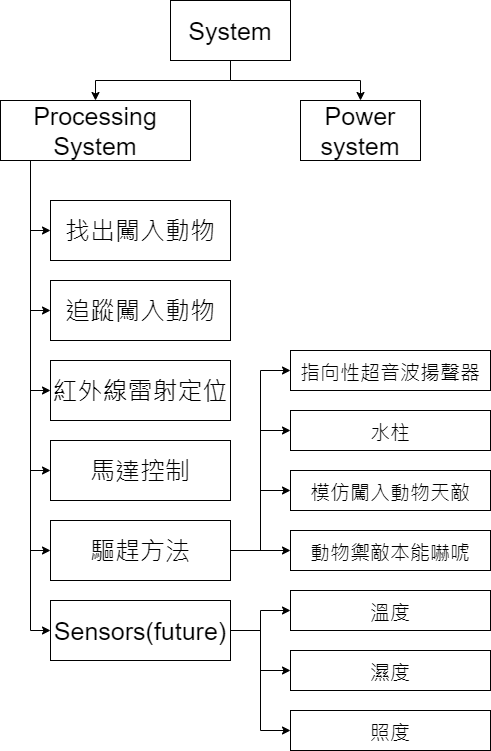 System
Processing
System
Power
system
找出闖入動物
追蹤闖入動物
紅外線雷射定位
馬達控制
驅趕方法
Sensors(future)
指向性超音波揚聲器
水柱
模仿闖入動物天敵
動物禦敵本能嚇唬
溫度
濕度
照度